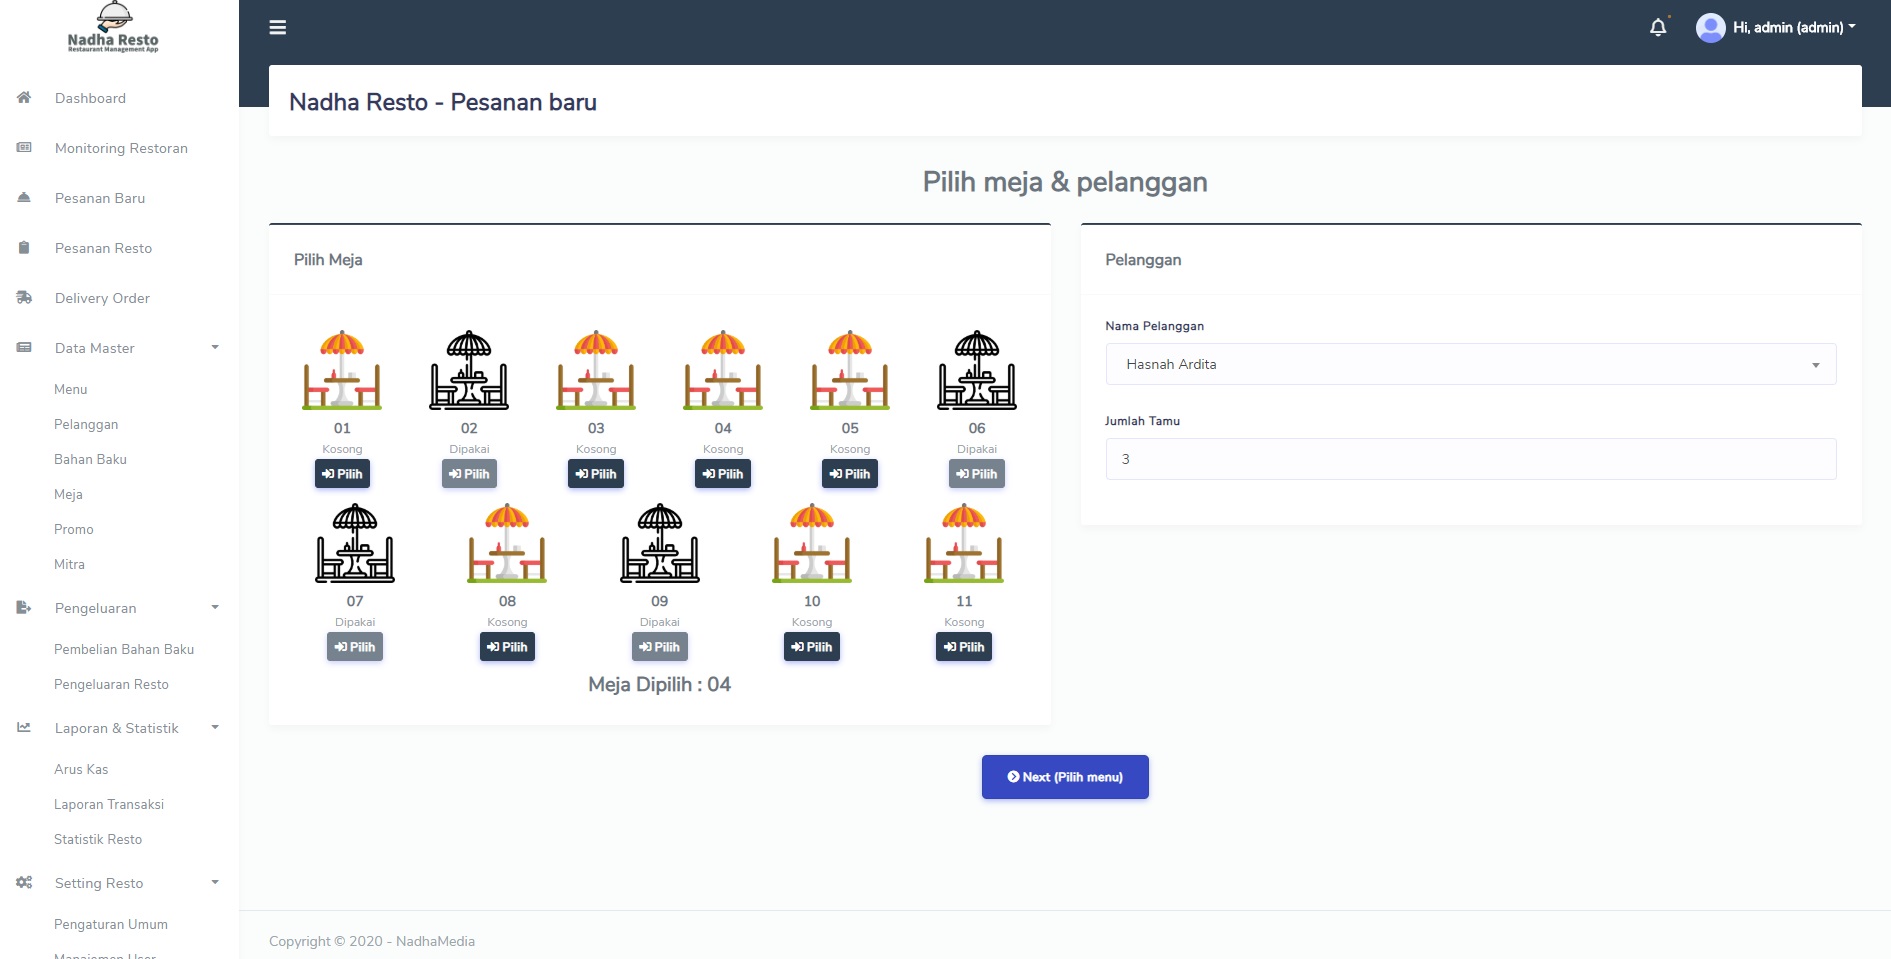 Nadha Resto
Restaurant Management App
Dashboard
Monitoring Restoran
Pesanan Baru
Pesanan Resto
Delivery Order
Data Master
Menu
Pelanggan
Bahan Baku
Meja
Promo
Mitra
Pengeluaran
Pembelian Bahan Baku
Pengeluaran Resto
Laporan & Statistik
Arus Kas
Laporan Transaksi
Statistik Resto
Setting Resto
Pengaturan Umum
Manajemen User
Hi, admin (admin)
Nadha Resto - Pesanan baru
Pilih meja & pelanggan
Pilih Meja
01 02 03 04 05 06
Kosong Dipakai Kosong Kosong Kosong Dipakai
Pilih Pilih Pilih Pilih Pilih Pilih
07 08 09 10 11
Dipakai Kosong Dipakai Kosong Kosong
Pilih Pilih Pilih Pilih Pilih
Meja Dipilih : 04
Pelanggan
Nama Pelanggan
Hasnah Ardita
Jumlah Tamu
3
Next (Pilih menu)
Copyright © 2020 - NadhaMedia